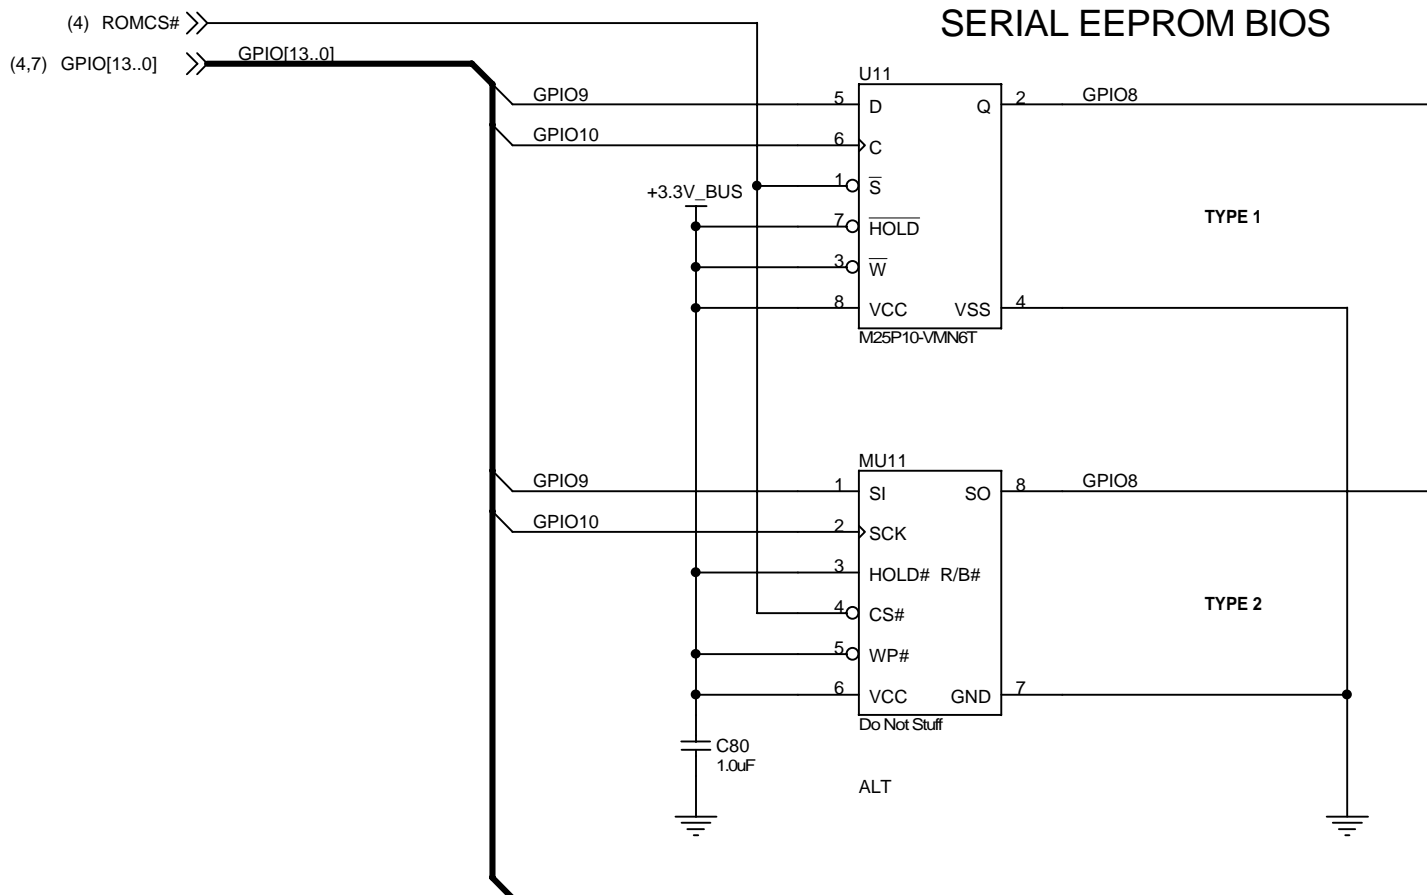 SERIAL EEPROM BIOS
(4) ROMCS#
(4,7) GPIO[13..0]
GPIO[13..0]
U11
GPIO9 5 D Q 2 GPIO8
GPIO10 6 C
+3.3V_BUS
1 S
7 HOLD
TYPE 1
3 W
8 VCC VSS 4
M25P10-VMN6T
MU11
GPIO9 1 SI SO 8 GPIO8
GPIO10 2 SCK
3 HOLD# R/B#
4 CS#
TYPE 2
5 WP#
6 VCC GND 7
Do Not Stuff
C80
1.0uF
ALT